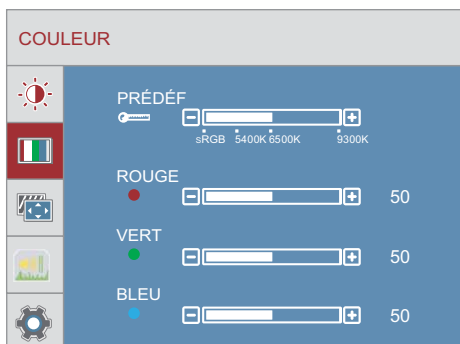 COULEUR
PRÉDÉF
sRGB 5400K 6500K 9300K
ROUGE
50
VERT
50
BLEU
50